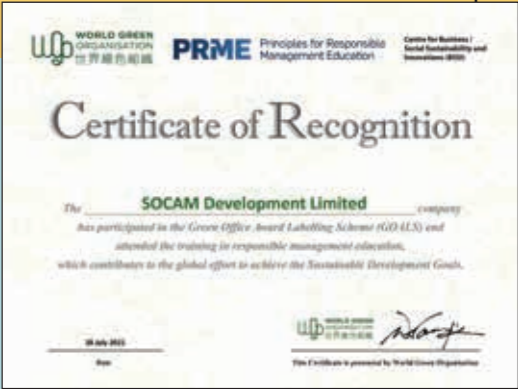 WORLD GREEN
ORGANISATION
世界綠色組織
PRME Principles for Responsible
Management Education
Centre for Business /
Social Sustainability and
Innovations (BSSI)
Certificate of Recognition
The SOCAM Development Limited company
has participated in the Green Office Award Labelling Scheme (GOALS) and
attended the training in responsible management education,
which contributes to the global effort to achieve the Sustainable Development Goals.
WORLD GREEN
ORGANISATION
世界綠色組織
July 2021
Date
This Certificate is presented by World Green Organisation